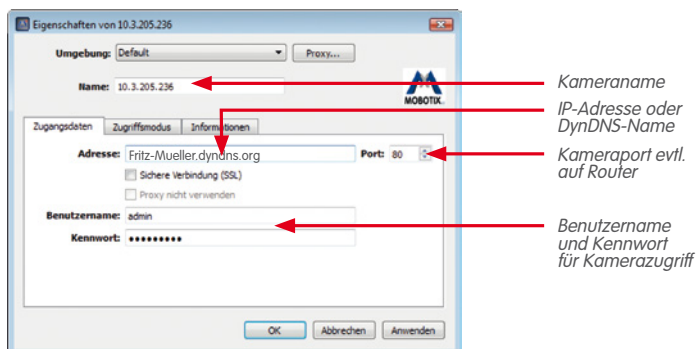 Eigenschaften von 10.3.205.236
Umgebung: Default Proxy...
Name: 10.3.205.236
MOBOTIX
Kameraname
Zugangsdaten Zugriffsmodus Informationen
IP-Adresse oder
DynDNS-Name
Adresse: Fritz-Mueller.dyndns.org Port: 80
Kameraport evtl.
auf Router
Sichere Verbindung (SSL)
Proxy nicht verwenden
Benutzername: admin
Kennwort: •••••••••
Benutzername
und Kennwort
für Kamerazugriff
OK Abbrechen Anwenden